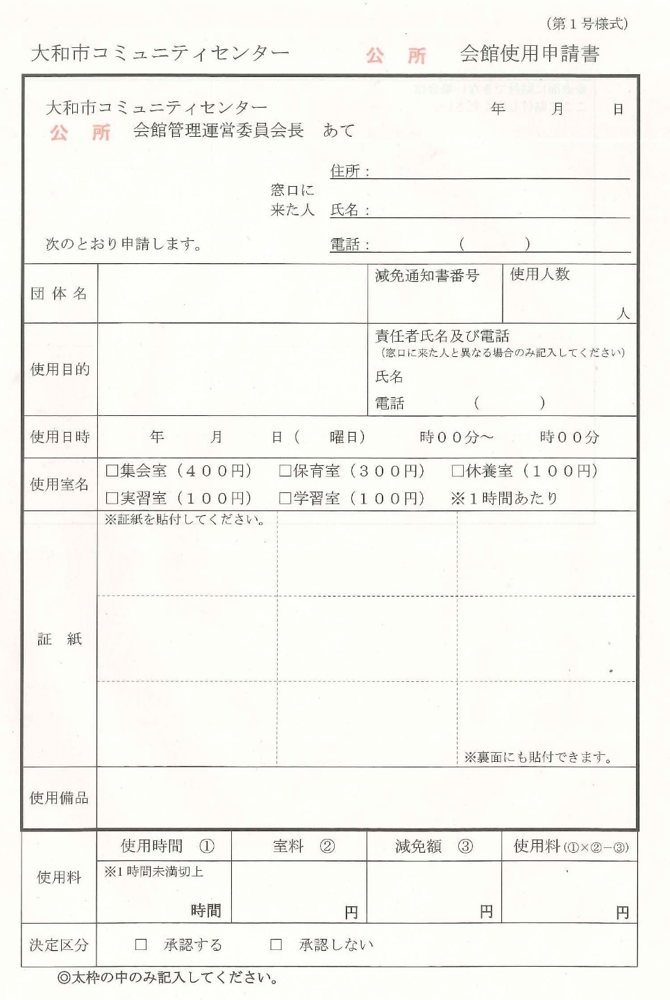 （第１号様式）
大和市コミュニティセンター　公　所　会館使用申請書
大和市コミュニティセンター
年　月　日
公　所　会館管理運営委員会長　あて
住所：
窓口に
来た人
氏名：
次のとおり申請します。
電話：　（　）
団体名
減免通知書番号
使用人数
人
使用目的
責任者氏名及び電話
（窓口に来た人と異なる場合のみ記入してください）
氏名
電話　（　）
使用日時
年　月　日（　曜日）　時００分～　時００分
使用室名
□集会室（４００円）　□保育室（３００円）　□休養室（１００円）
□実習室（１００円）　□学習室（１００円）　※１時間あたり
証　紙
※証紙を貼付してください。
※裏面にも貼付できます。
使用備品
使用料
使用時間　①　室料　②　減免額　③　使用料(①×②－③)
※1時間未満切上
時間　円　円　円
決定区分
□　承認する　□　承認しない
◎太枠の中のみ記入してください。